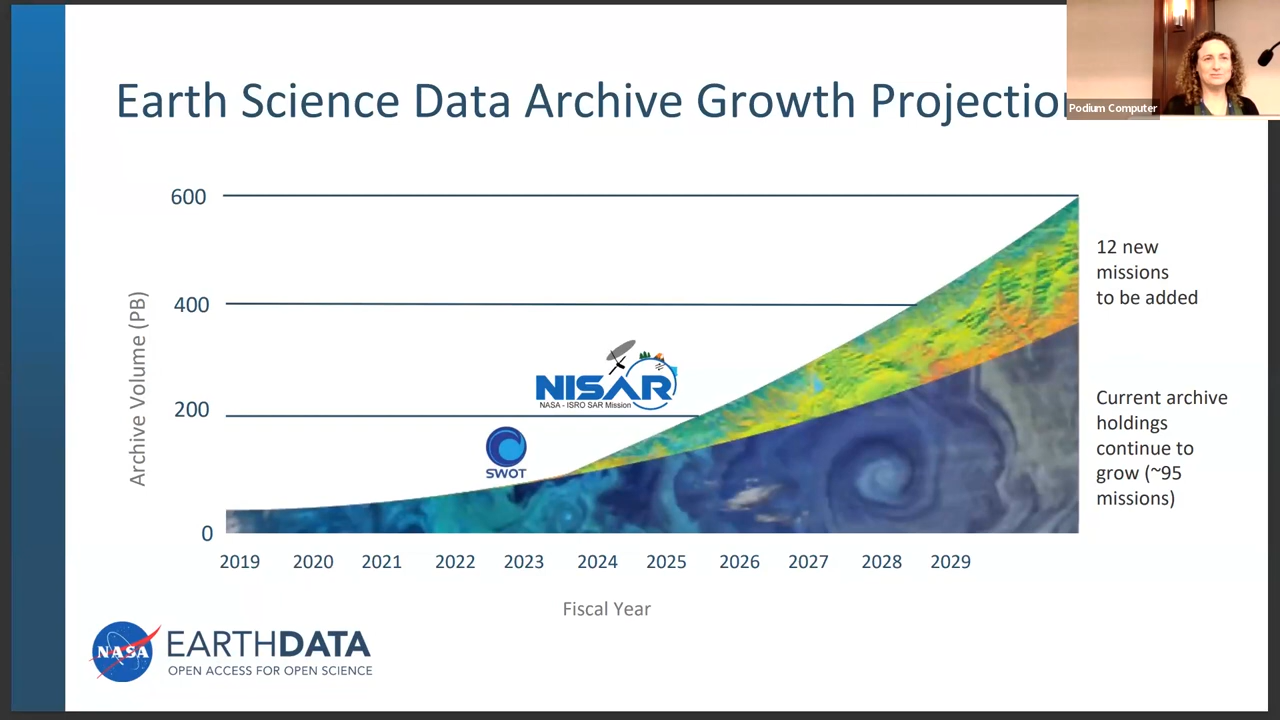 Earth Science Data Archive Growth Projection
Podium Computer
600
400
200
0
Archive Volume (PB)
NISAR
NASA - ISRO SAR Mission
SWOT
12 new
missions
to be added
Current archive
holdings
continue to
grow (~95
missions)
2019 2020 2021 2022 2023 2024 2025 2026 2027 2028 2029
Fiscal Year
NASA
EARTHDATA
OPEN ACCESS FOR OPEN SCIENCE